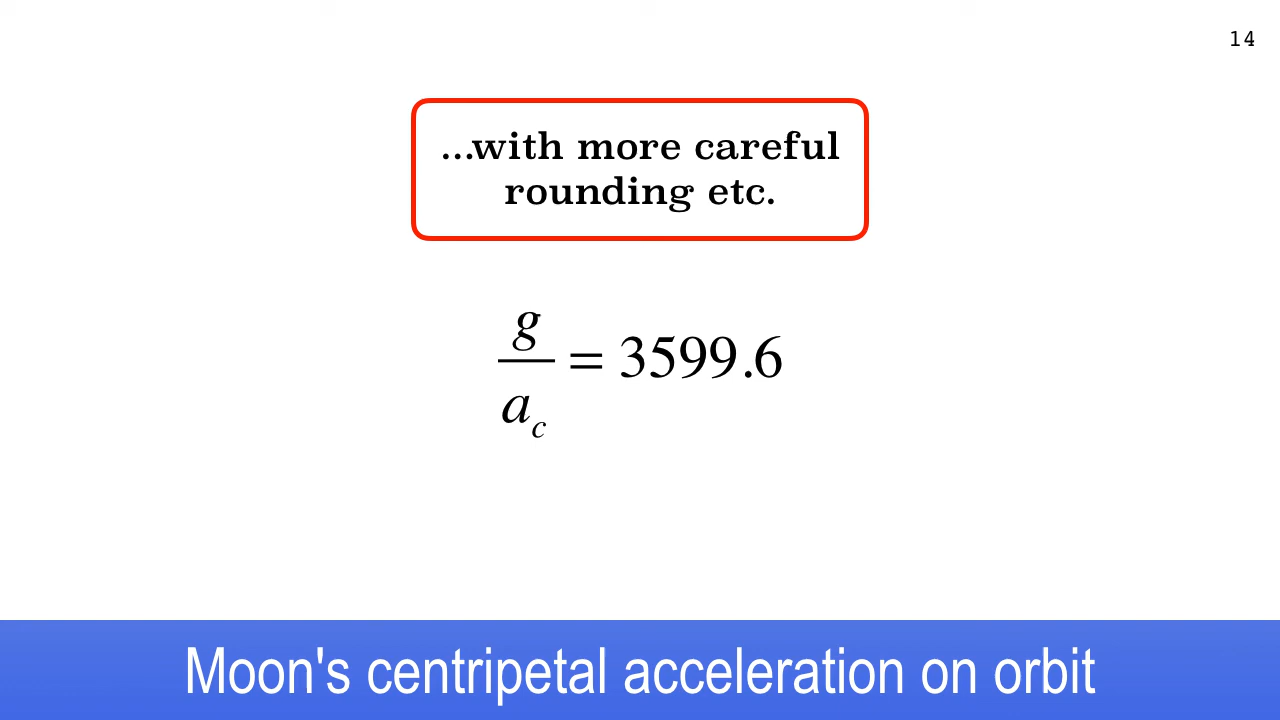 14
...with more careful
rounding etc.
g/a_c = 3599.6
Moon's centripetal acceleration on orbit